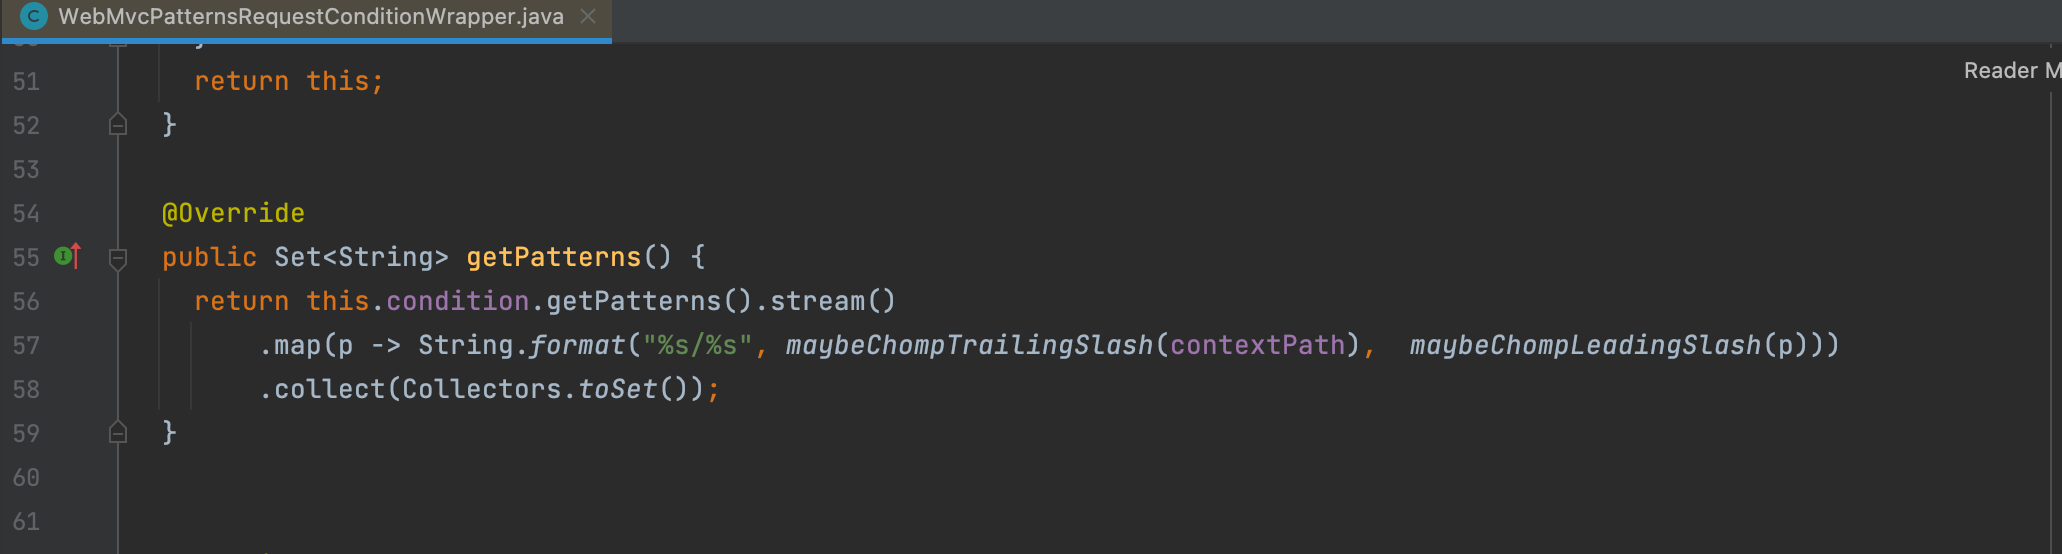 WebMvcPatternsRequestConditionWrapper.java
Reader M
51 return this;
52 }
53
54 @Override
55 public Set<String> getPatterns() {
56 return this.condition.getPatterns().stream()
57 .map(p -> String.format("%s/%s", maybeChompTrailingSlash(contextPath),  maybeChompLeadingSlash(p)))
58 .collect(Collectors.toSet());
59 }
60
61